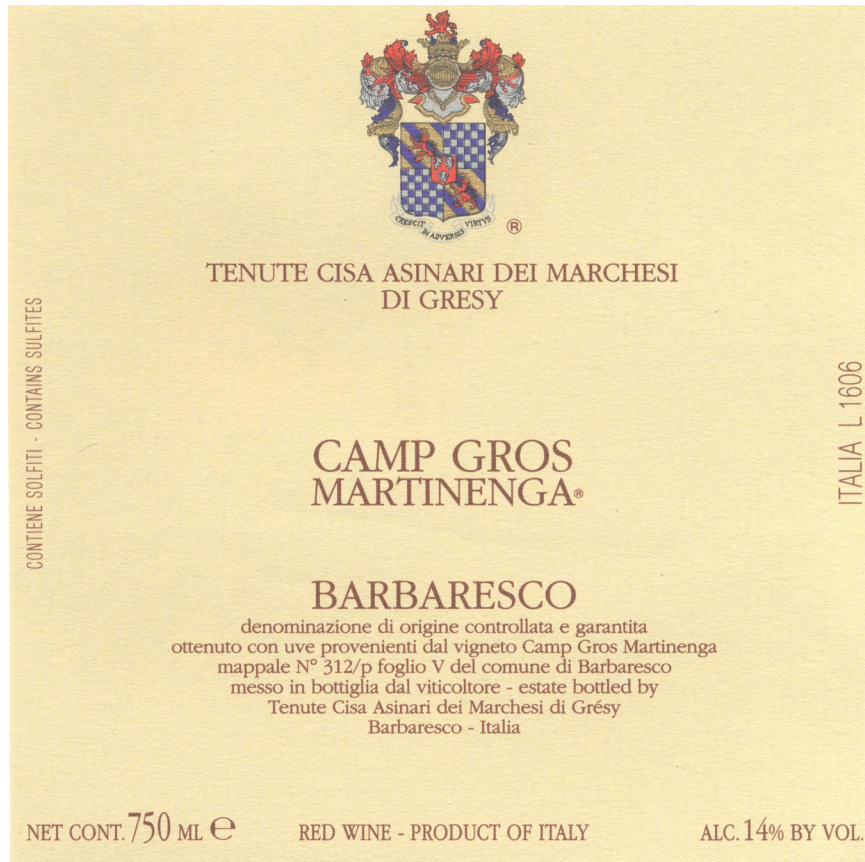 CRESCIT IN ADVERSIS VIRTVS
®
TENUTE CISA ASINARI DEI MARCHESI
DI GRESY
CONTIENE SOLFITI - CONTAINS SULFITES
ITALIA L 1606
CAMP GROS
MARTINENGA®
BARBARESCO
denominazione di origine controllata e garantita
ottenuto con uve provenienti dal vigneto Camp Gros Martinenga
mappale N° 312/p foglio V del comune di Barbaresco
messo in bottiglia dal viticoltore - estate bottled by
Tenute Cisa Asinari dei Marchesi di Grésy
Barbaresco - Italia
NET CONT. 750 ML ℮
RED WINE - PRODUCT OF ITALY
ALC. 14% BY VOL.